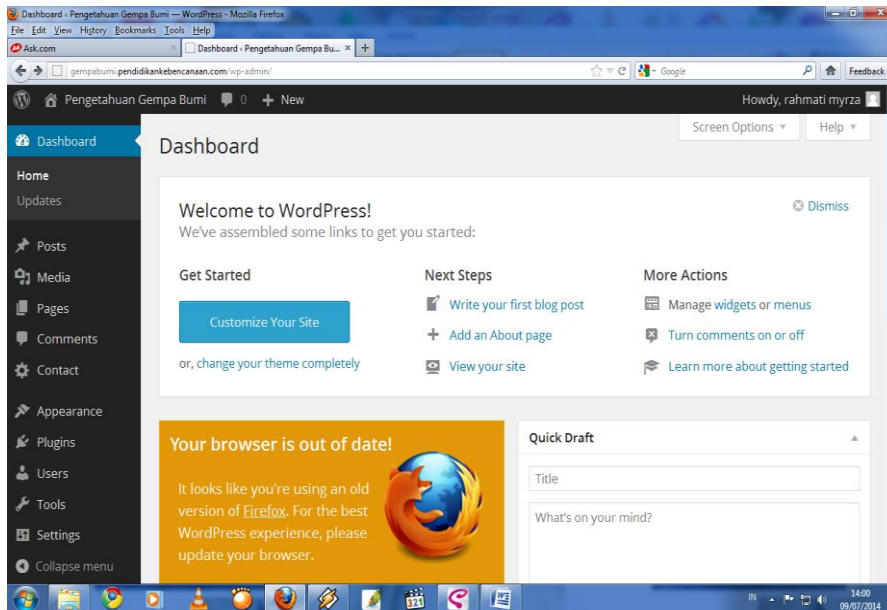 Dashboard ‹ Pengetahuan Gempa Bumi — WordPress - Mozilla Firefox
File Edit View History Bookmarks Tools Help
Ask.com × Dashboard ‹ Pengetahuan Gempa Bu... × +
gempabumi.pendidikankebencanaan.com/wp-admin/ Google Feedback
Pengetahuan Gempa Bumi 0 + New Howdy, rahmati myrza
Screen Options Help
Dashboard
Home
Updates
Posts
Media
Pages
Comments
Contact
Appearance
Plugins
Users
Tools
Settings
Collapse menu
Dashboard
Welcome to WordPress! Dismiss
We've assembled some links to get you started:
Get Started
Customize Your Site
or, change your theme completely
Next Steps
Write your first blog post
Add an About page
View your site
More Actions
Manage widgets or menus
Turn comments on or off
Learn more about getting started
Your browser is out of date!
It looks like you're using an old
version of Firefox. For the best
WordPress experience, please
update your browser.
Quick Draft
Title
What's on your mind?
321
IN 14:00
09/07/2014